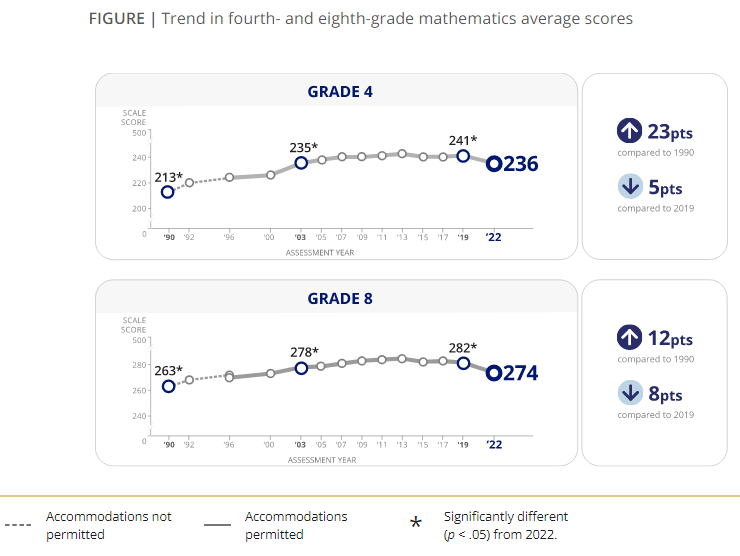 FIGURE | Trend in fourth- and eighth-grade mathematics average scores
GRADE 4
SCALE
SCORE
500
240
220
200
0
213*
235*
241*
236
'90 '92 '96 '00 '03 '05 '07 '09 '11 '13 '15 '17 '19 '22
ASSESSMENT YEAR
23pts
compared to 1990
5pts
compared to 2019
GRADE 8
SCALE
SCORE
500
280
260
240
0
263*
278*
282*
274
'90 '92 '96 '00 '03 '05 '07 '09 '11 '13 '15 '17 '19 '22
ASSESSMENT YEAR
12pts
compared to 1990
8pts
compared to 2019
Accommodations not
permitted
Accommodations
permitted
* Significantly different
(p < .05) from 2022.